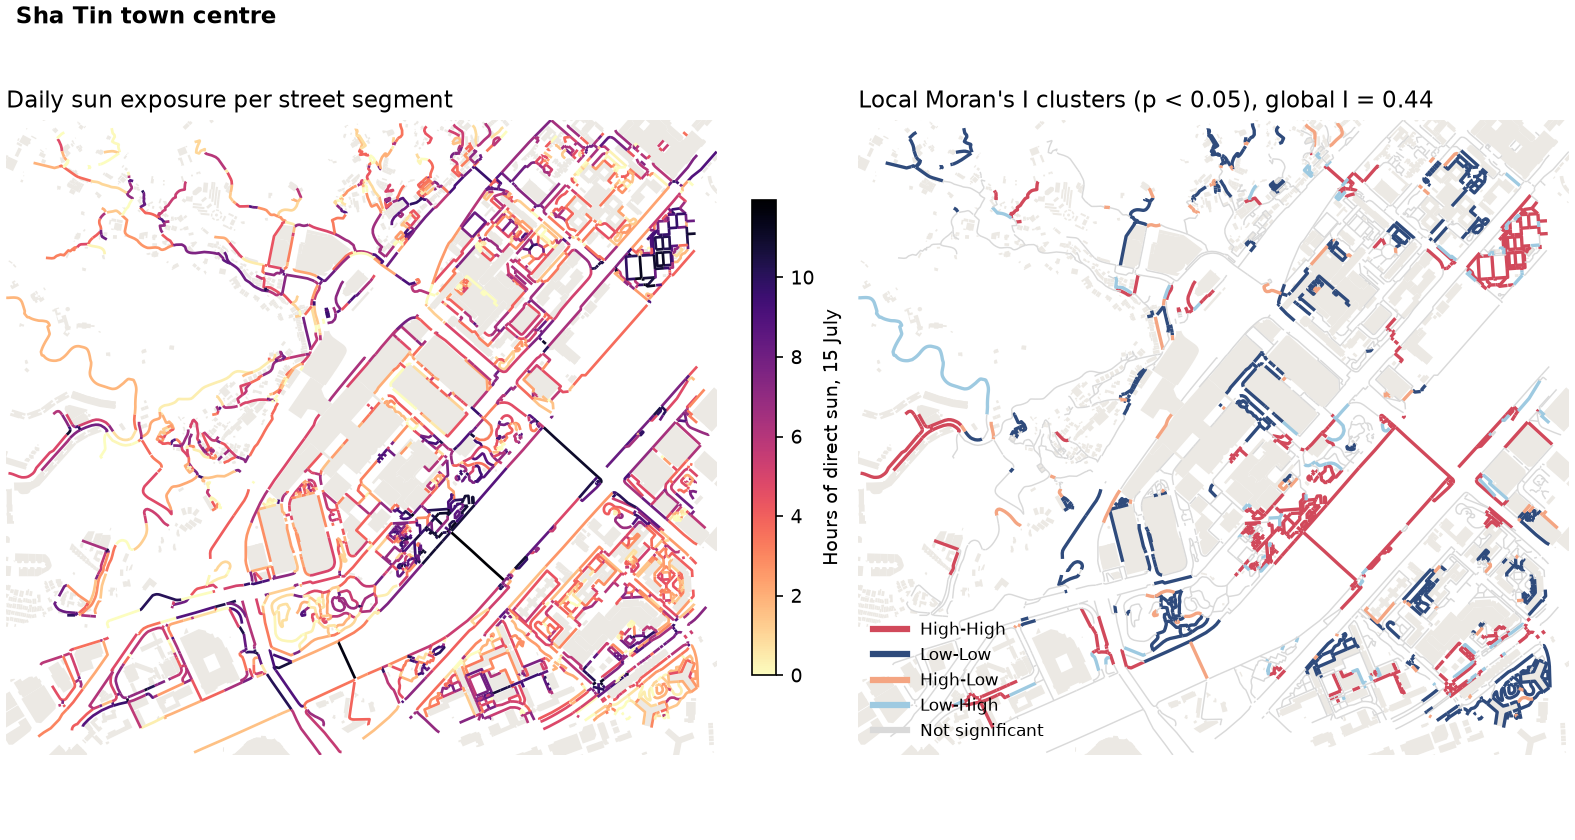 Sha Tin town centre
Daily sun exposure per street segment
Local Moran's I clusters (p < 0.05), global I = 0.44
10
8
6
4
2
0
Hours of direct sun, 15 July
High-High
Low-Low
High-Low
Low-High
Not significant